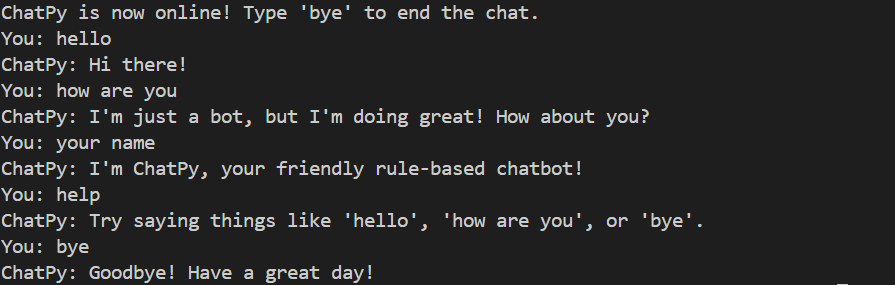 ChatPy is now online! Type 'bye' to end the chat.
You: hello
ChatPy: Hi there!
You: how are you
ChatPy: I'm just a bot, but I'm doing great! How about you?
You: your name
ChatPy: I'm ChatPy, your friendly rule-based chatbot!
You: help
ChatPy: Try saying things like 'hello', 'how are you', or 'bye'.
You: bye
ChatPy: Goodbye! Have a great day!